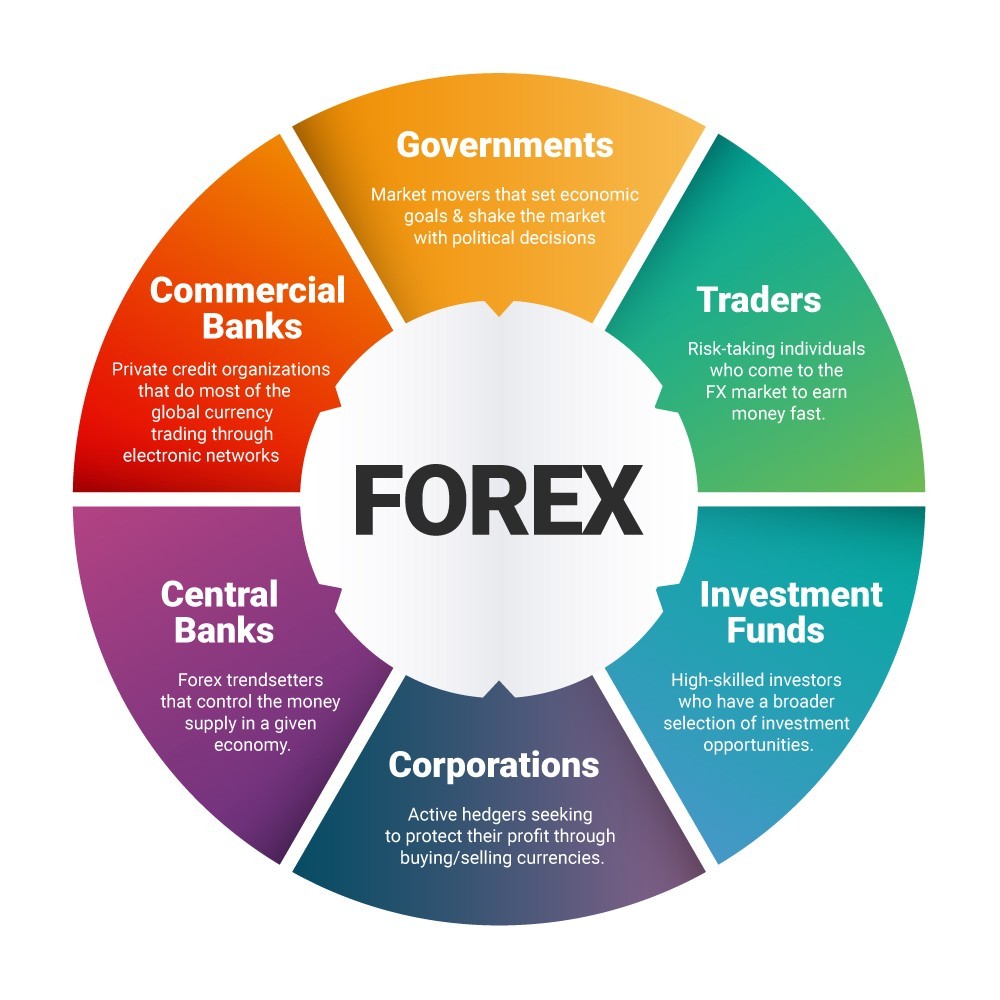 Governments
Market movers that set economic
goals & shake the market
with political decisions
Traders
Risk-taking individuals
who come to the
FX market to earn
money fast.
Investment
Funds
High-skilled investors
who have a broader
selection of investment
opportunities.
Corporations
Active hedgers seeking
to protect their profit through
buying/selling currencies.
Central
Banks
Forex trendsetters
that control the money
supply in a given
economy.
Commercial
Banks
Private credit organizations
that do most of the
global currency
trading through
electronic networks
FOREX